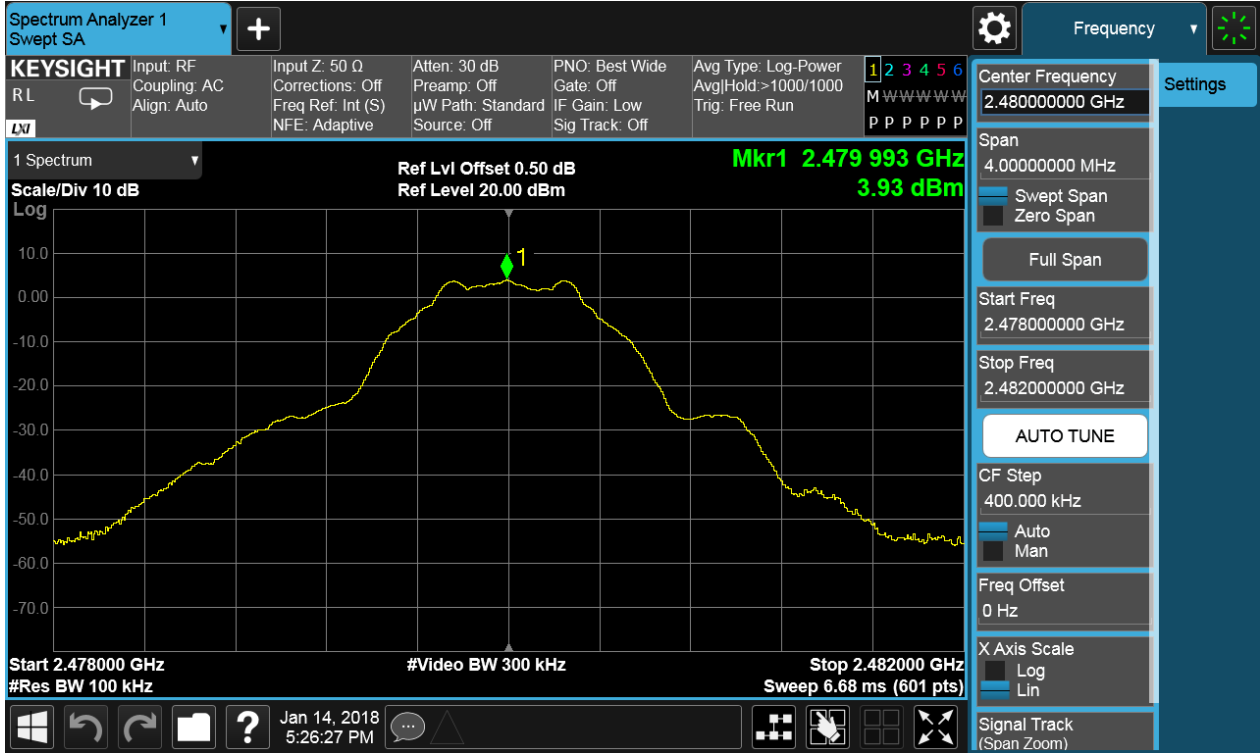 Spectrum Analyzer 1
Swept SA
Frequency
KEYSIGHT
RL
LXI
Input: RF
Coupling: AC
Align: Auto
Input Z: 50 Ω
Corrections: Off
Freq Ref: Int (S)
NFE: Adaptive
Atten: 30 dB
Preamp: Off
µW Path: Standard
Source: Off
PNO: Best Wide
Gate: Off
IF Gain: Low
Sig Track: Off
Avg Type: Log-Power
Avg|Hold:>1000/1000
Trig: Free Run
1 2 3 4 5 6
M W W W W W
P P P P P P
1 Spectrum
Scale/Div 10 dB
Log
Ref Lvl Offset 0.50 dB
Ref Level 20.00 dBm
Mkr1 2.479 993 GHz
3.93 dBm
1
10.0
0.00
-10.0
-20.0
-30.0
-40.0
-50.0
-60.0
-70.0
Start 2.478000 GHz
#Res BW 100 kHz
#Video BW 300 kHz
Stop 2.482000 GHz
Sweep 6.68 ms (601 pts)
Center Frequency
2.480000000 GHz
Span
4.00000000 MHz
Swept Span
Zero Span
Full Span
Start Freq
2.478000000 GHz
Stop Freq
2.482000000 GHz
AUTO TUNE
CF Step
400.000 kHz
Auto
Man
Freq Offset
0 Hz
X Axis Scale
Log
Lin
Signal Track
(Span Zoom)
Settings
?
Jan 14, 2018
5:26:27 PM